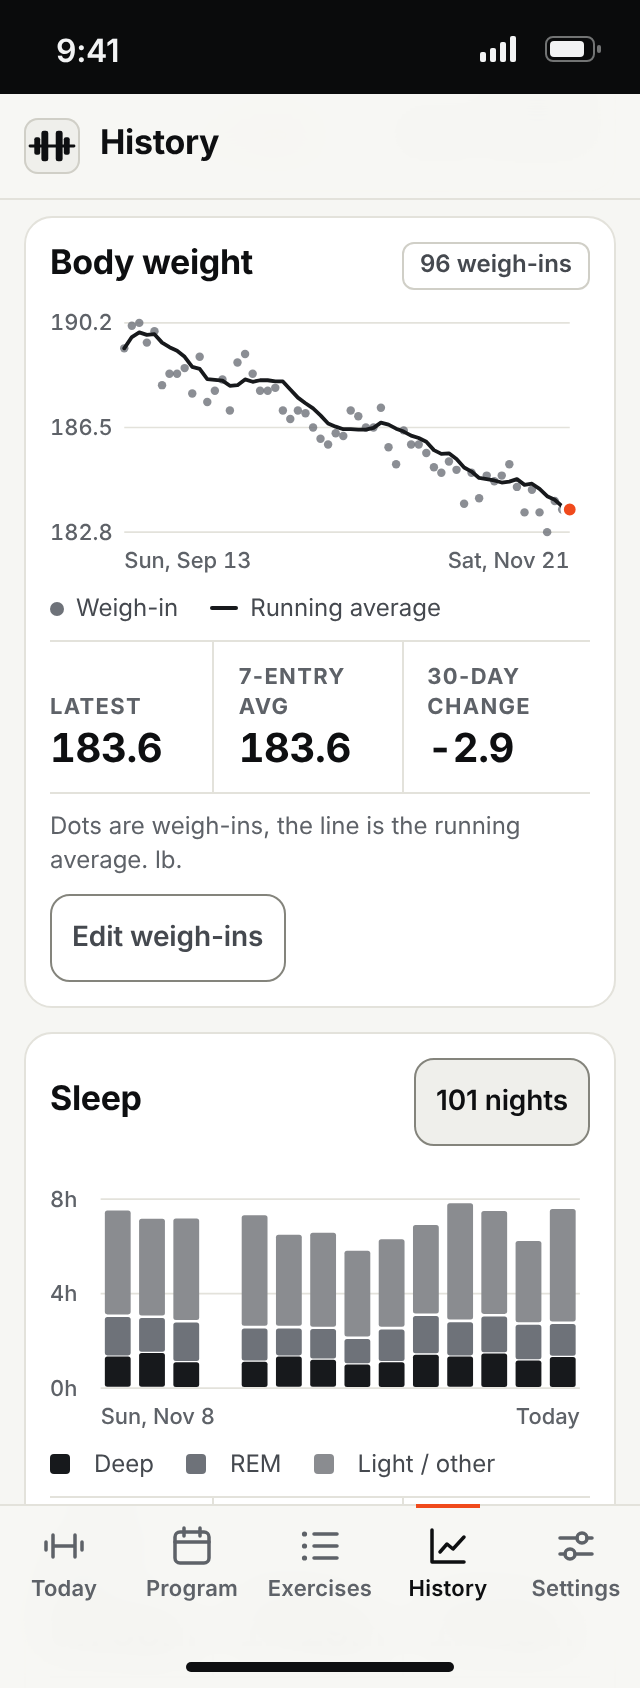 9:41
History
Body weight
96 weigh-ins
190.2
186.5
182.8
Sun, Sep 13
Sat, Nov 21
Weigh-in
Running average
LATEST
183.6
7-ENTRY
AVG
183.6
30-DAY
CHANGE
-2.9
Dots are weigh-ins, the line is the running
average. lb.
Edit weigh-ins
Sleep
101 nights
8h
4h
0h
Sun, Nov 8
Today
Deep
REM
Light / other
Today
Program
Exercises
History
Settings